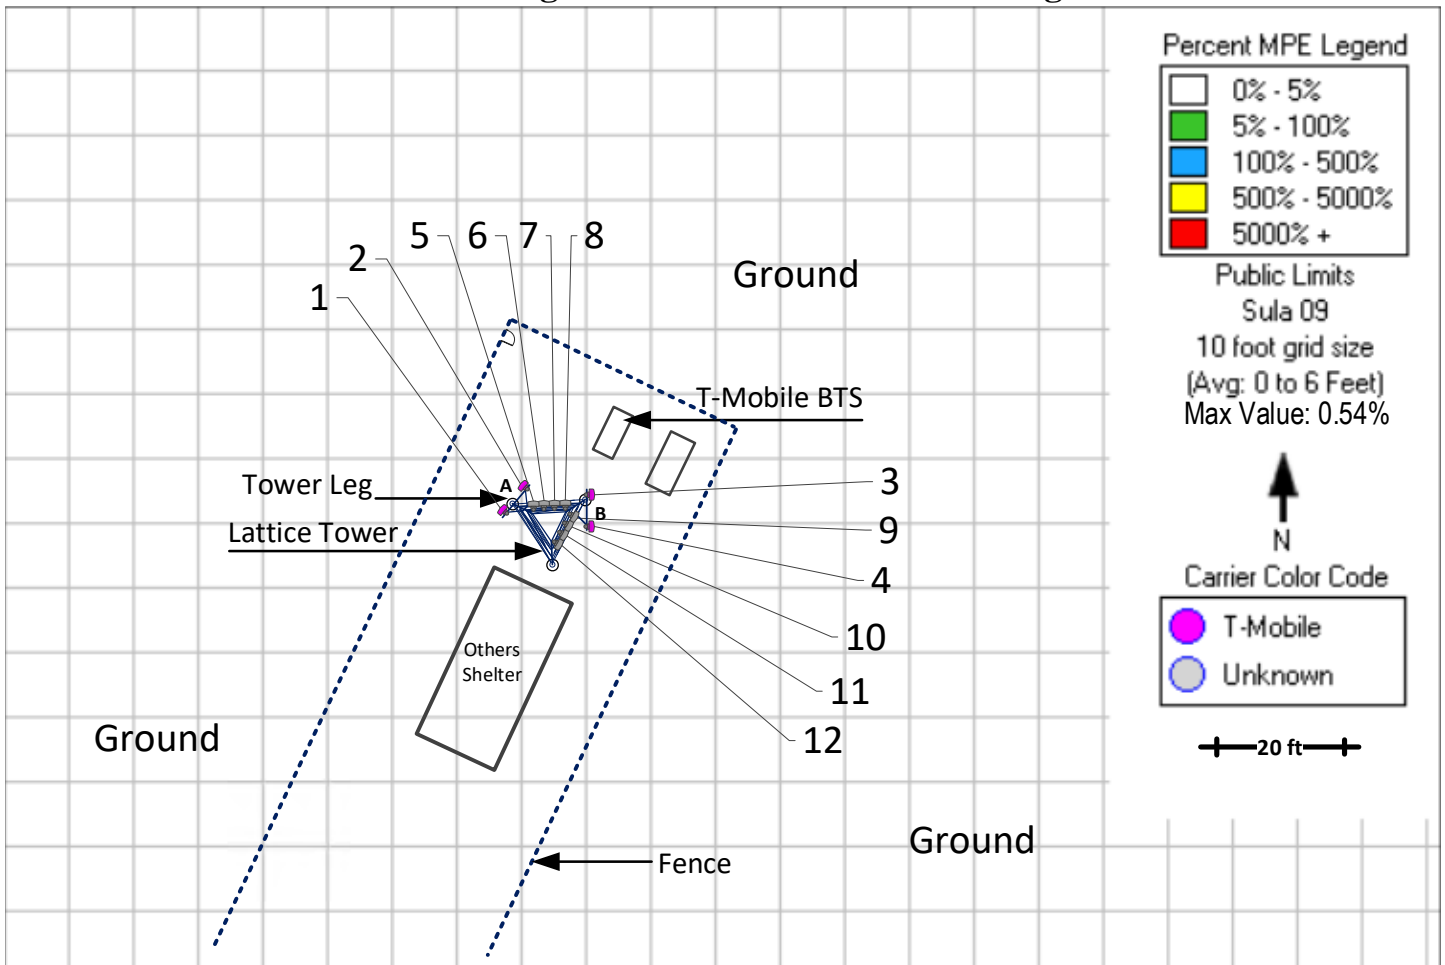 Percent MPE Legend
0% - 5%
5% - 100%
100% - 500%
500% - 5000%
5000% +
Public Limits
Sula 09
10 foot grid size
(Avg: 0 to 6 Feet)
Max Value: 0.54%
N
Carrier Color Code
T-Mobile
Unknown
20 ft
5 6 7 8
2
1
Ground
T-Mobile BTS
Tower Leg
A
3
B
9
Lattice Tower
4
10
Others
Shelter
11
12
Ground
Ground
Fence